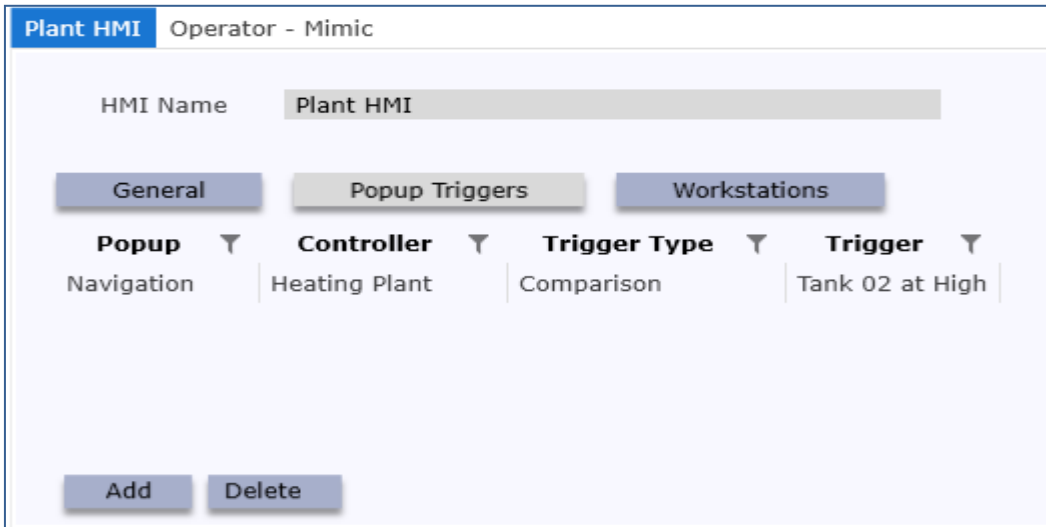 Plant HMI Operator - Mimic
HMI Name Plant HMI
General Popup Triggers Workstations
Popup Controller Trigger Type Trigger
Navigation Heating Plant Comparison Tank 02 at High
Add Delete